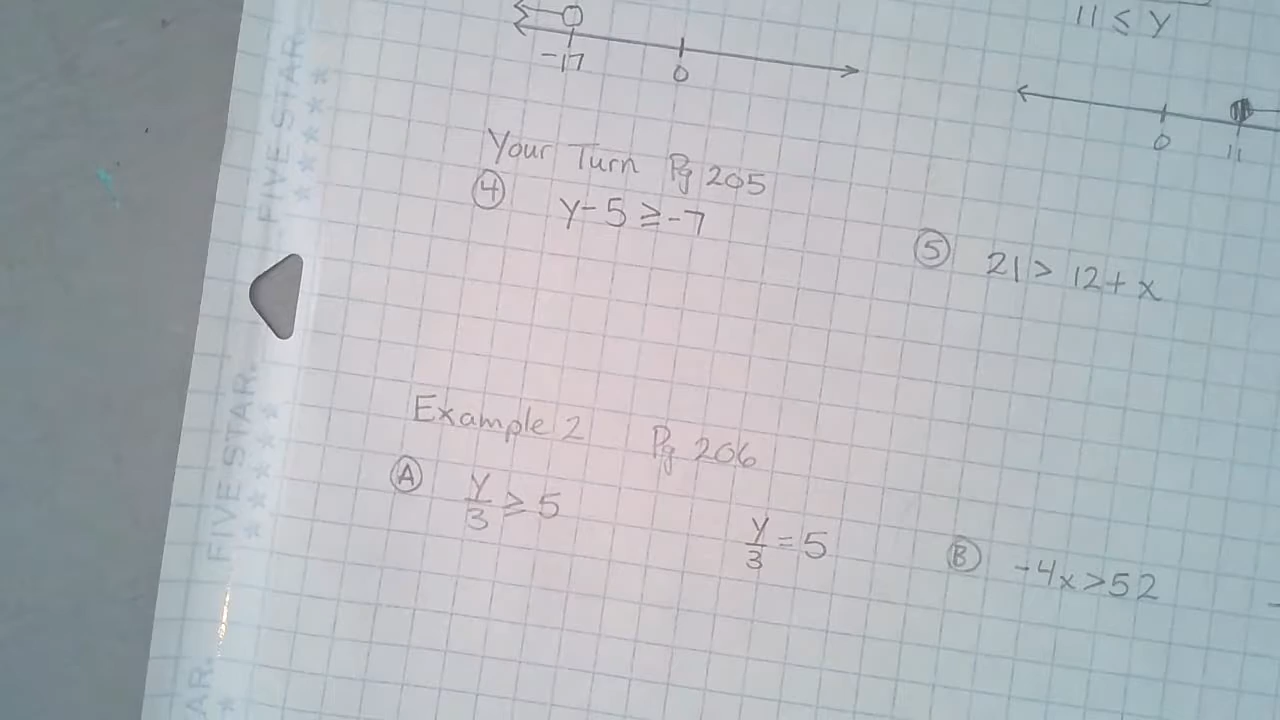 11 ≤ y
-17 0
0 11
Your Turn Pg 205
④ y-5 ≥ -7
⑤ 21 > 12 + x
Example 2 Pg 206
Ⓐ y/3 ≥ 5
y/3 = 5
Ⓑ -4x > 52
FIVE STAR.
FIVE STAR.
AR.